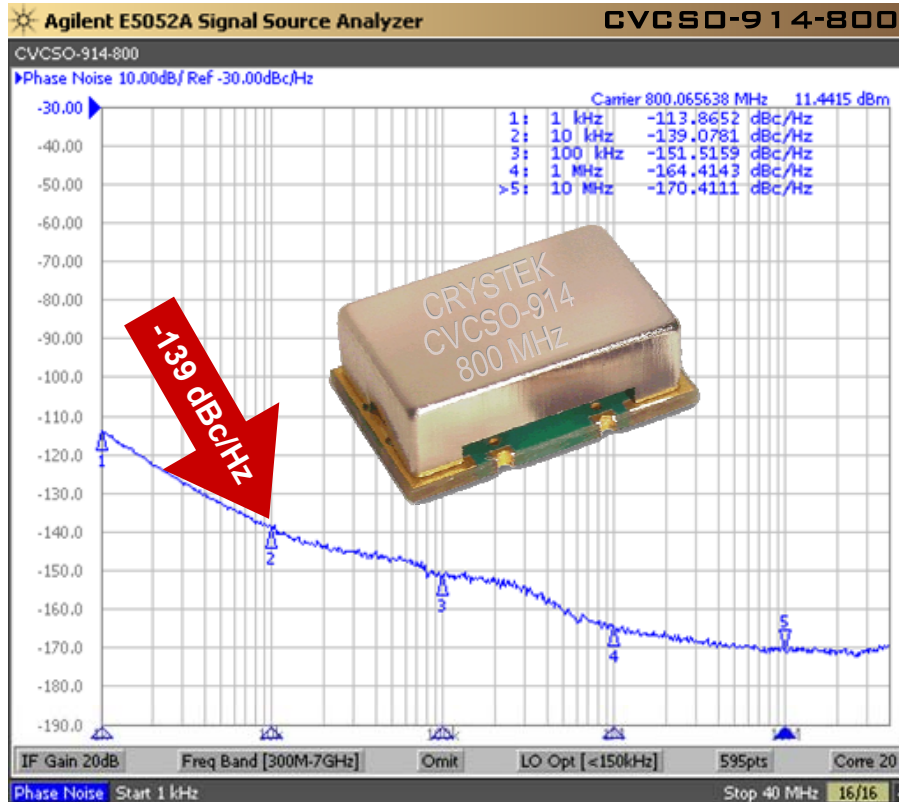 Agilent E5052A Signal Source Analyzer
CVCSO-914-800
CVCSO-914-800
Phase Noise 10.00dB/ Ref -30.00dBc/Hz
Carrier 800.065638 MHz 11.4415 dBm
1: 1 kHz -113.8652 dBc/Hz
2: 10 kHz -139.0781 dBc/Hz
3: 100 kHz -151.5159 dBc/Hz
4: 1 MHz -164.4143 dBc/Hz
>5: 10 MHz -170.4111 dBc/Hz
-30.00
-40.00
-50.00
-60.00
-70.00
-80.00
-90.00
-100.0
-110.0
-120.0
-130.0
-140.0
-150.0
-160.0
-170.0
-180.0
-190.0
CRYSTEK
CVCSO-914
800 MHz
-139 dBc/Hz
1
2
3
4
5
IF Gain 20dB
Freq Band [300M-7GHz]
Omit
LO Opt [<150kHz]
595pts
Corre 20
Phase Noise Start 1 kHz
Stop 40 MHz
16/16